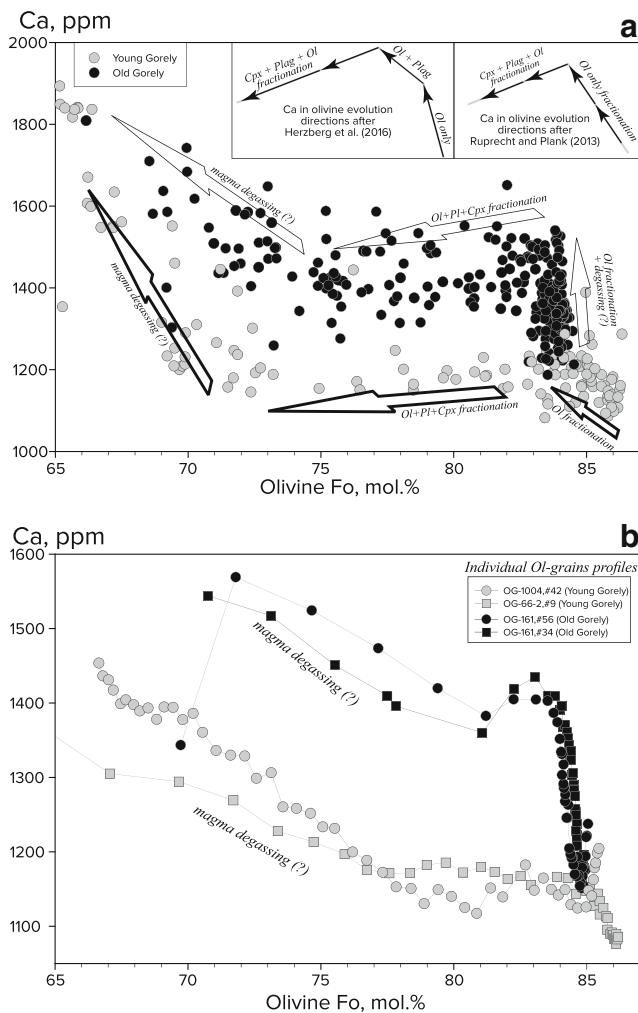 Ca, ppm
a
2000
1800
1600
1400
1200
1000
65
70
75
80
85
Olivine Fo, mol.%
Young Gorely
Old Gorely
Cpx + Plag + Ol
fractionation
Ol + Plag
Ol only
Ca in olivine evolution
directions after
Herzberg et al. (2016)
Cpx + Plag + Ol
fractionation
Ol only fractionation
Ca in olivine evolution
directions after
Ruprecht and Plank (2013)
magma degassing (?)
Ol+Pl+Cpx fractionation
Ol fractionation
+ degassing (?)
magma degassing (?)
Ol+Pl+Cpx fractionation
Ol fractionation
Ca, ppm
b
1600
1500
1400
1300
1200
1100
65
70
75
80
85
Olivine Fo, mol.%
Individual Ol-grains profiles
OG-1004,#42 (Young Gorely)
OG-66-2,#9 (Young Gorely)
OG-161,#56 (Old Gorely)
OG-161,#34 (Old Gorely)
magma degassing (?)
magma degassing (?)